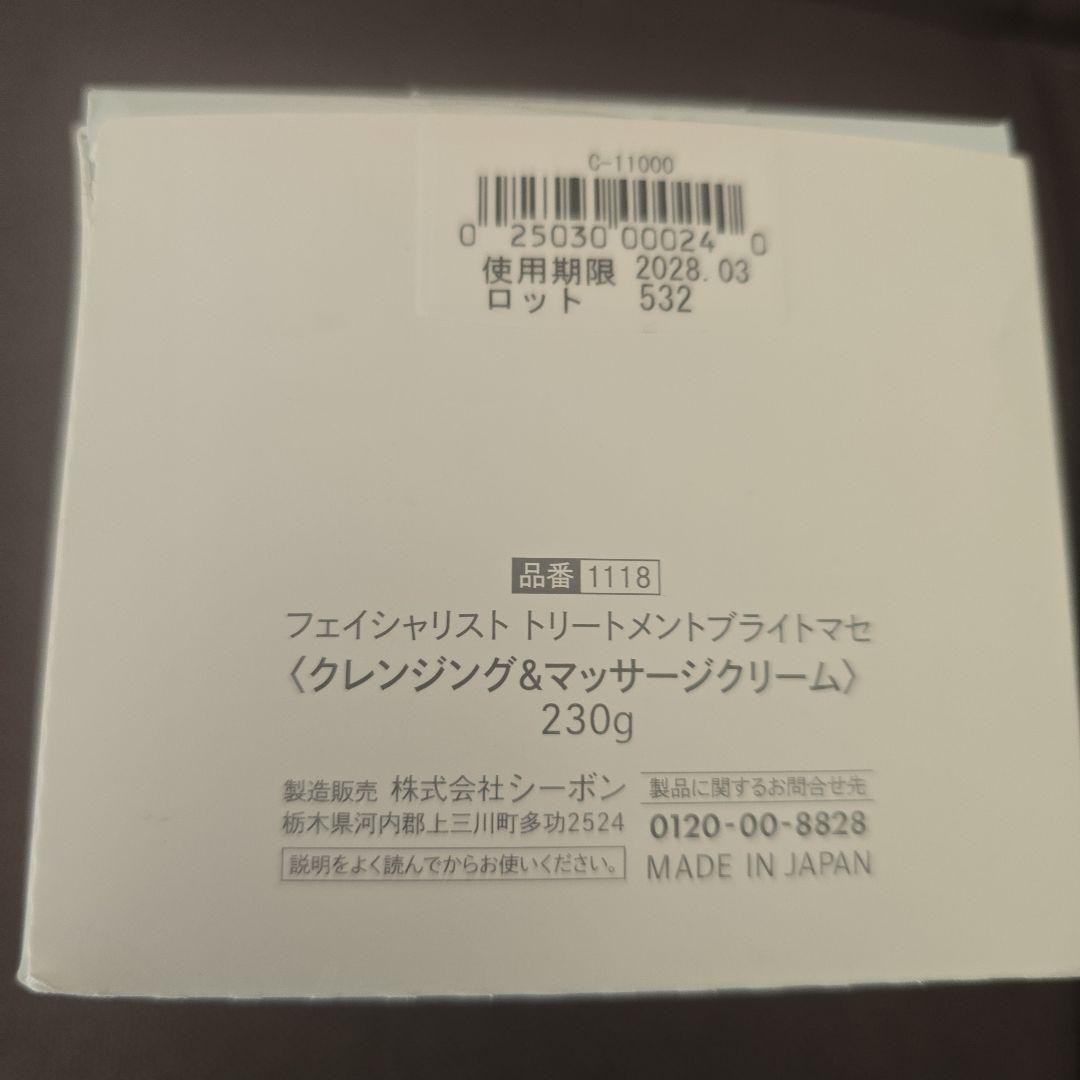 C-11000
0 25030 00024 0
使用期限 2028.03
ロット 532
品番 1118
フェイシャリスト トリートメントブライトマセ
〈クレンジング&マッサージクリーム〉
230g
製造販売 株式会社シーボン
栃木県河内郡上三川町多功2524
説明をよく読んでからお使いください。
製品に関するお問合せ先
0120-00-8828
MADE IN JAPAN